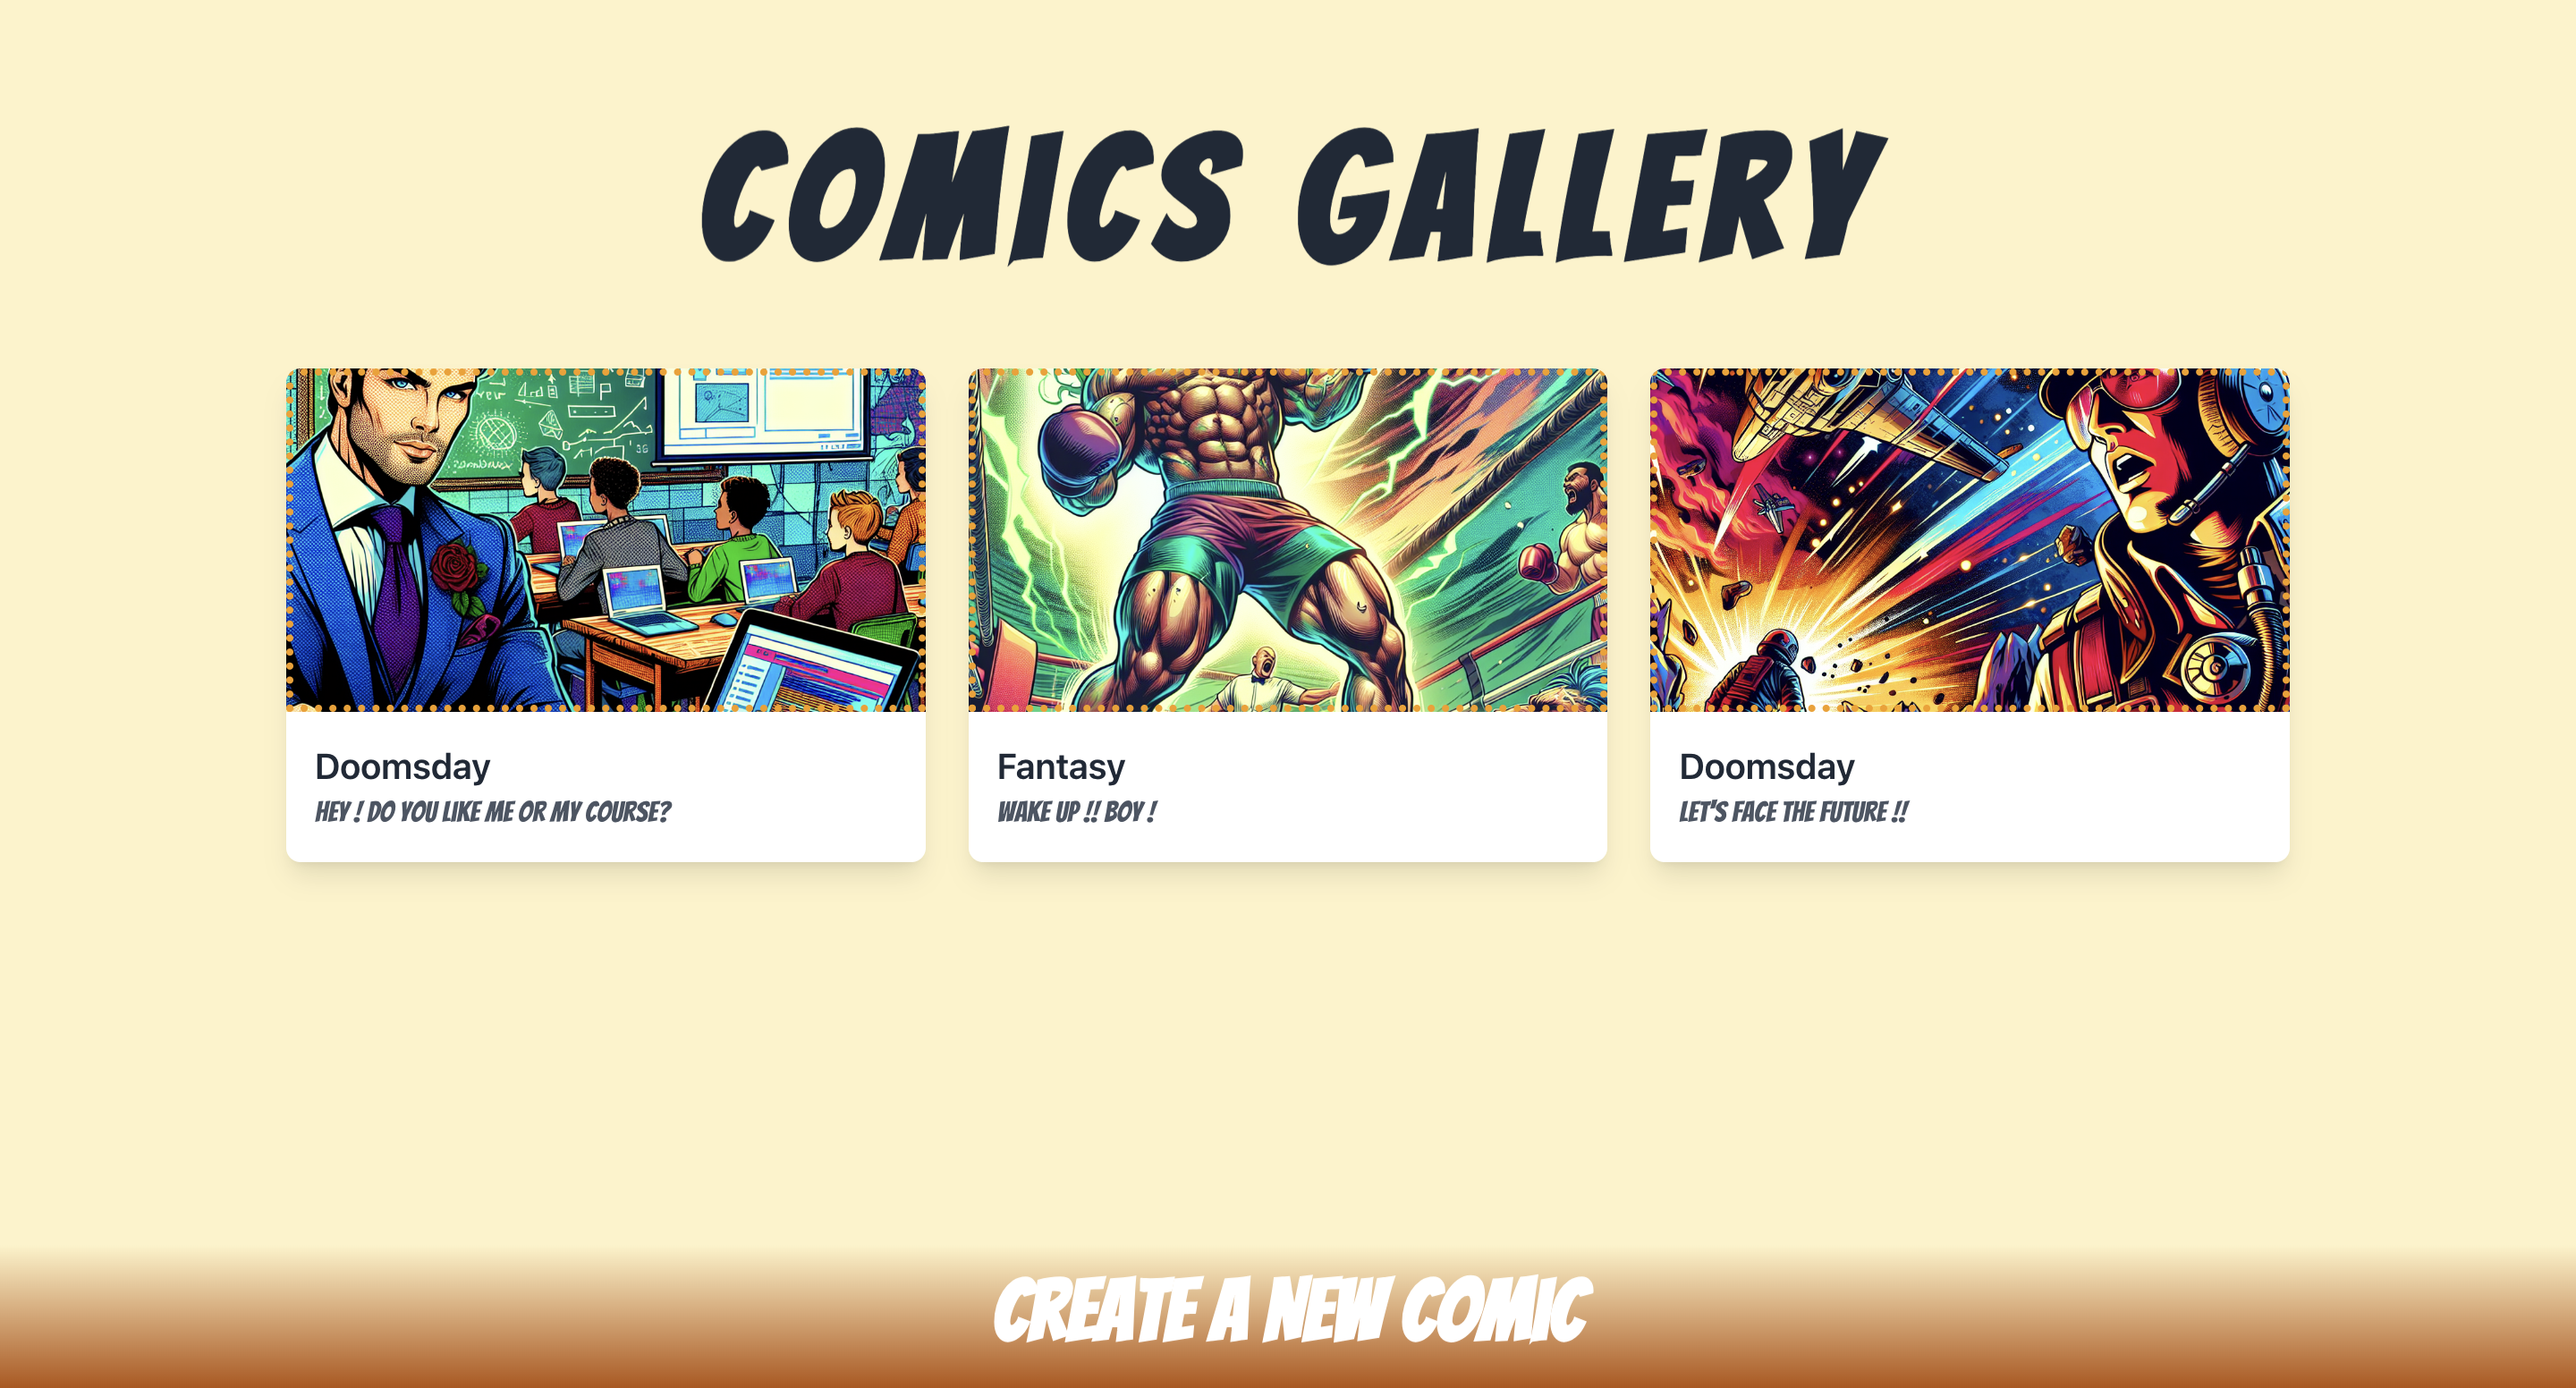 COMICS GALLERY
Doomsday
HEY ! DO YOU LIKE ME OR MY COURSE?
Fantasy
WAKE UP !! BOY !
Doomsday
LET'S FACE THE FUTURE !!
CREATE A NEW COMIC